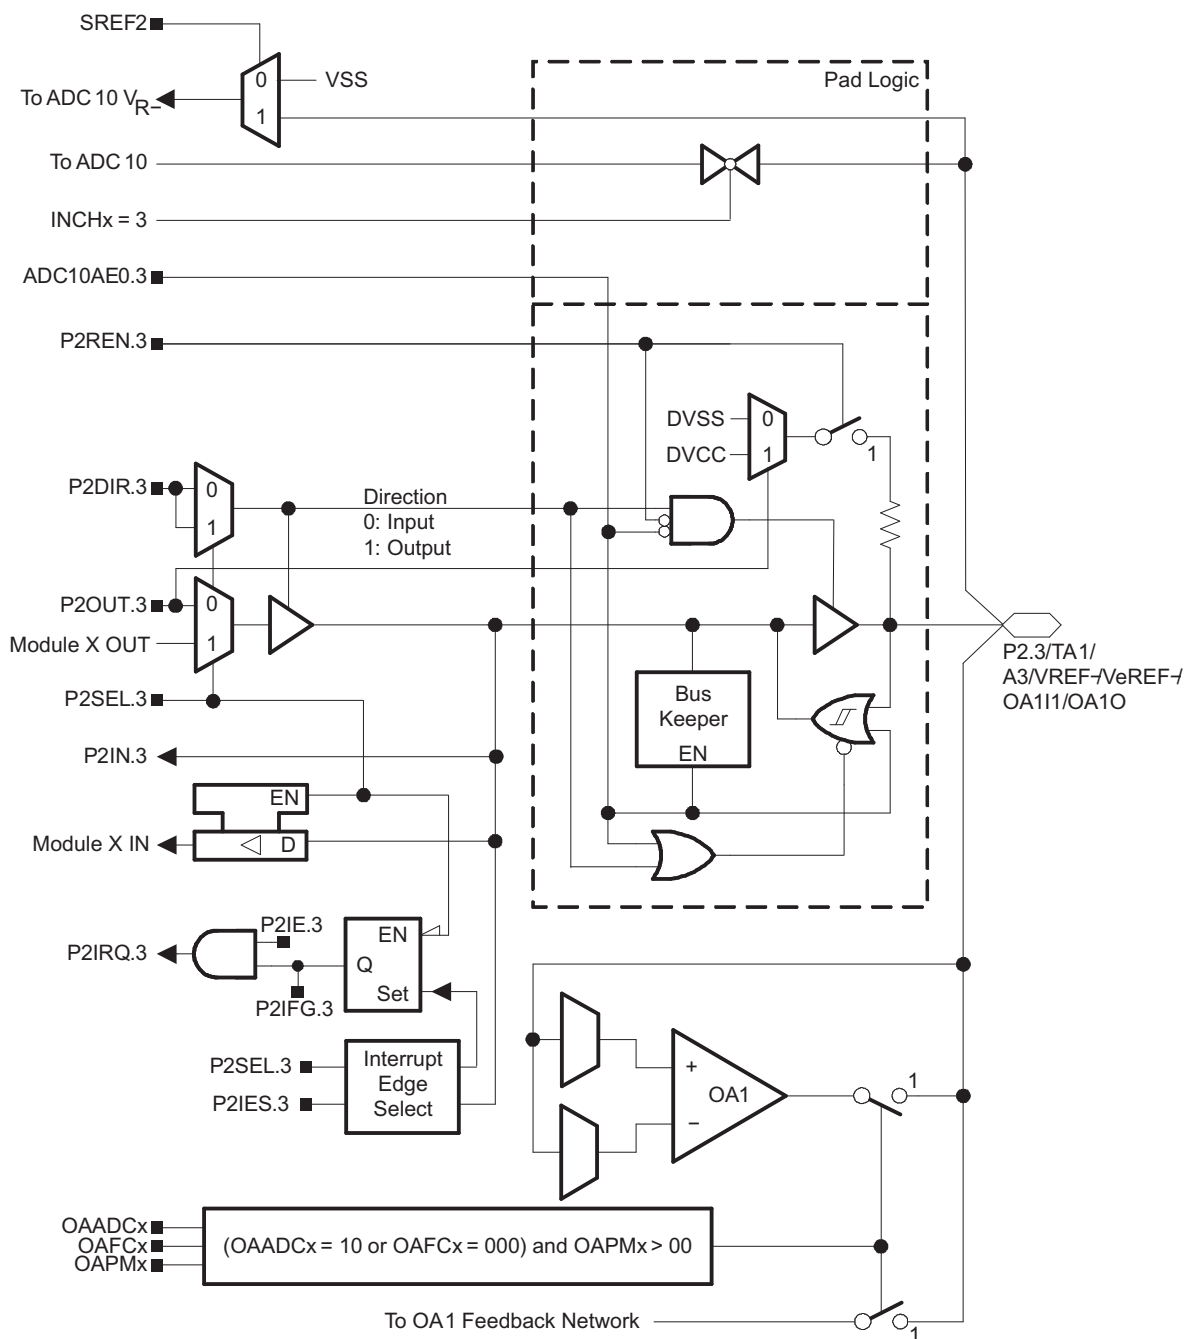 SREF2
0
VSS
Pad Logic
To ADC 10 VR−
1
To ADC 10
INCHx = 3
ADC10AE0.3
P2REN.3
DVSS
0
DVCC
1
1
P2DIR.3
0
1
Direction
0: Input
1: Output
P2OUT.3
0
Module X OUT
1
P2.3/TA1/
A3/VREF−/VeREF−/
OA1I1/OA1O
P2SEL.3
Bus
Keeper
EN
P2IN.3
EN
Module X IN
D
P2IE.3
EN
P2IRQ.3
Q
Set
P2IFG.3
P2SEL.3
P2IES.3
Interrupt
Edge
Select
+
OA1
−
1
OAADCx
OAFCx
OAPMx
(OAADCx = 10 or OAFCx = 000) and OAPMx > 00
To OA1 Feedback Network
1